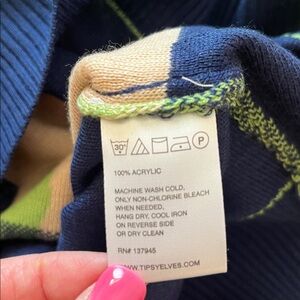 30°
P
100% ACRYLIC
MACHINE WASH COLD,
ONLY NON-CHLORINE BLEACH
WHEN NEEDED,
HANG DRY, COOL IRON
ON REVERSE SIDE
OR DRY CLEAN
RN# 137945
WWW.TIPSYELVES.COM